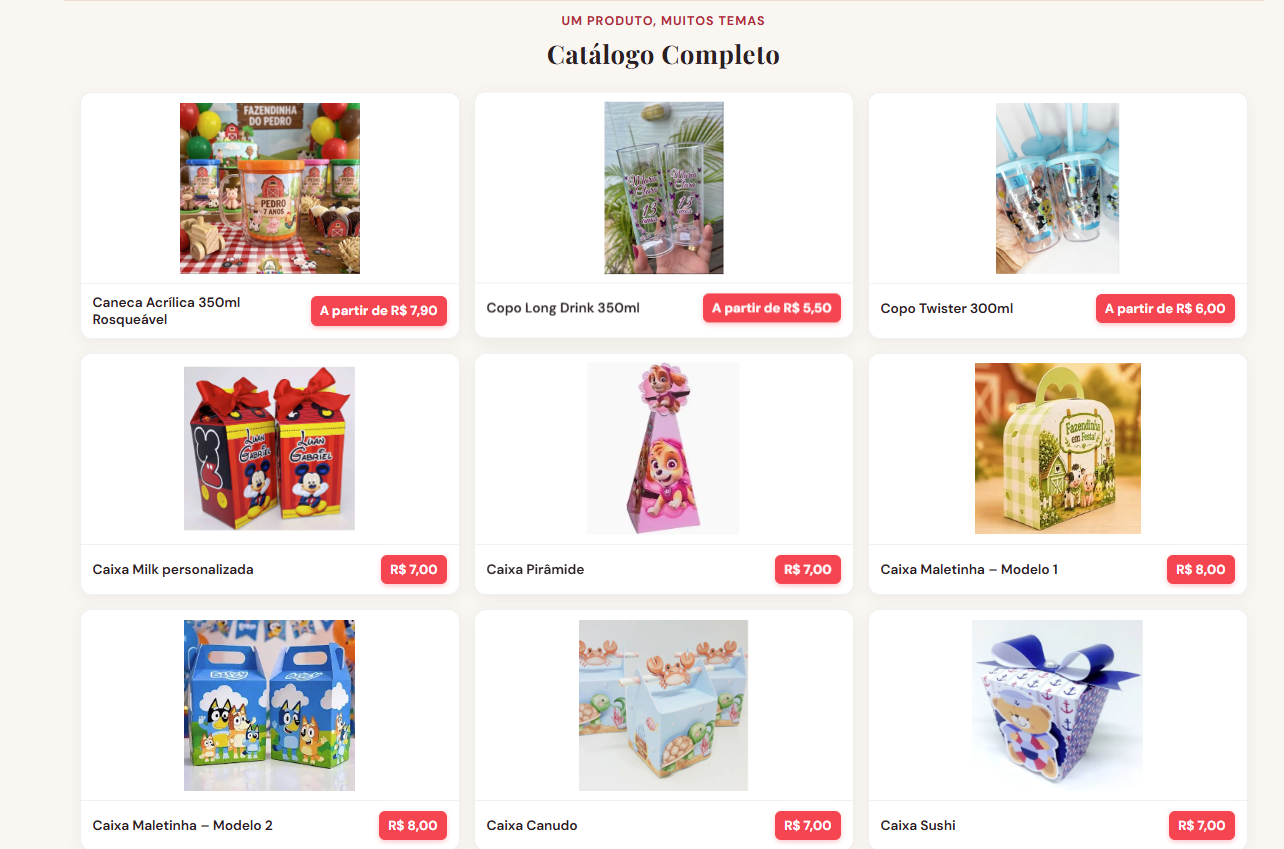 UM PRODUTO, MUITOS TEMAS
Catálogo Completo
FAZENDINHA
DO PEDRO
PEDRO
7 ANOS
15
Caneca Acrílica 350ml
Rosqueável
A partir de R$ 7,90
Copo Long Drink 350ml
A partir de R$ 5,50
Copo Twister 300ml
A partir de R$ 6,00
Luan
Gabriel
Luan
Gabriel
Fazendinha
em Festa!
Caixa Milk personalizada
R$ 7,00
Caixa Pirâmide
R$ 7,00
Caixa Maletinha – Modelo 1
R$ 8,00
Caixa Maletinha – Modelo 2
R$ 8,00
Caixa Canudo
R$ 7,00
Caixa Sushi
R$ 7,00